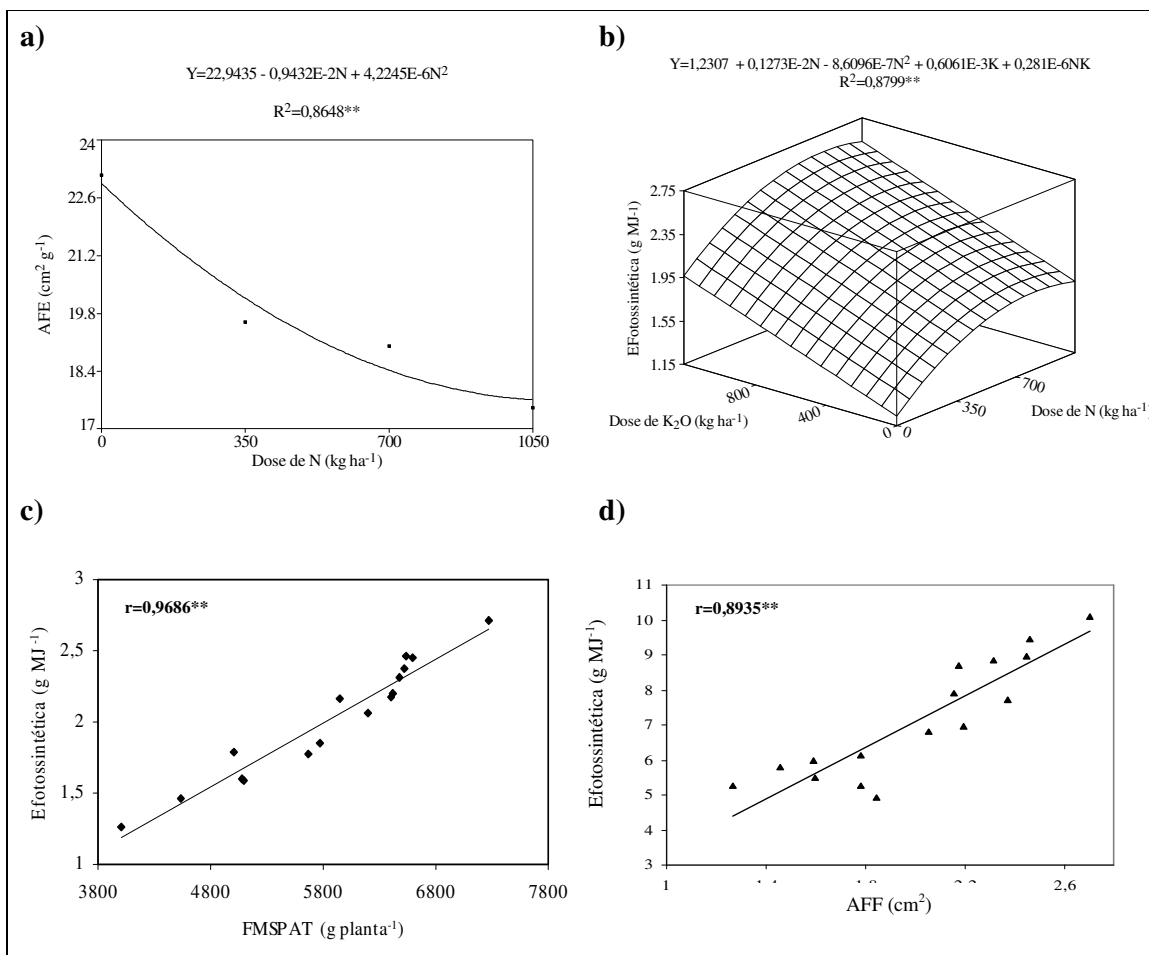 a)
Y=22,9435 - 0,9432E-2N + 4,2245E-6N²
R²=0,8648**
24
22.6
21.2
19.8
18.4
17
AFE (cm² g⁻¹)
0 350 700 1050
Dose de N (kg ha⁻¹)
b)
Y=1,2307 + 0,1273E-2N - 8,6096E-7N² + 0,6061E-3K + 0,281E-6NK
R²=0,8799**
2.75
2.35
1.95
1.55
1.15
EFotossintética (g MJ-1)
800
400
0
Dose de K₂O (kg ha⁻¹)
0
350
700
Dose de N (kg ha⁻¹)
c)
r=0,9686**
3
2,5
2
1,5
1
Efotossintética (g MJ⁻¹)
3800 4800 5800 6800 7800
FMSPAT (g planta⁻¹)
d)
r=0,8935**
11
10
9
8
7
6
5
4
3
Efotossintética (g MJ⁻¹)
1 1,4 1,8 2,2 2,6
AFF (cm²)